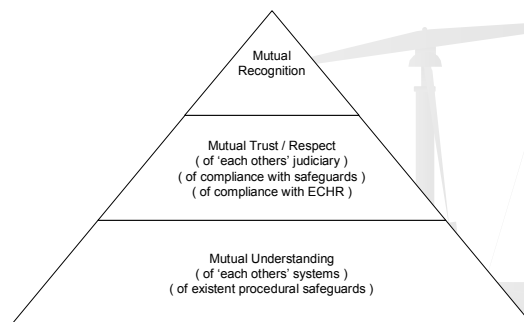 Mutual
Recognition
Mutual Trust / Respect
( of ‘each others’ judiciary )
( of compliance with safeguards )
( of compliance with ECHR )
Mutual Understanding
( of ‘each others’ systems )
( of existent procedural safeguards )